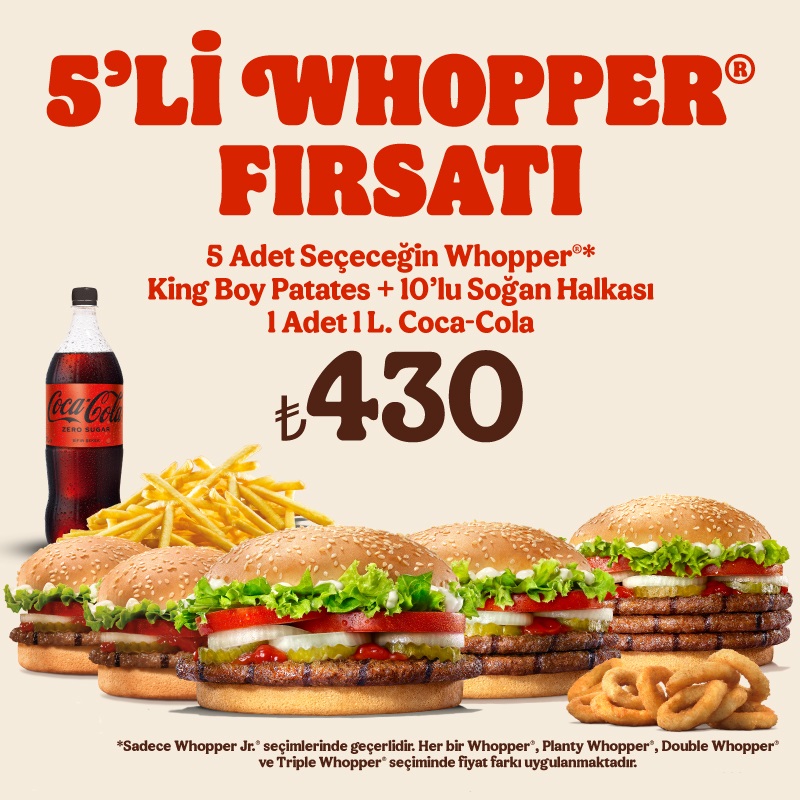 5’Lİ WHOPPER®
FIRSATI
5 Adet Seçeceğin Whopper®*
King Boy Patates + 10’lu Soğan Halkası
1 Adet 1 L. Coca-Cola
₺430
Coca-Cola
ZERO SUGAR
*Sadece Whopper Jr.® seçimlerinde geçerlidir. Her bir Whopper®, Planty Whopper®, Double Whopper®
ve Triple Whopper® seçiminde fiyat farkı uygulanmaktadır.